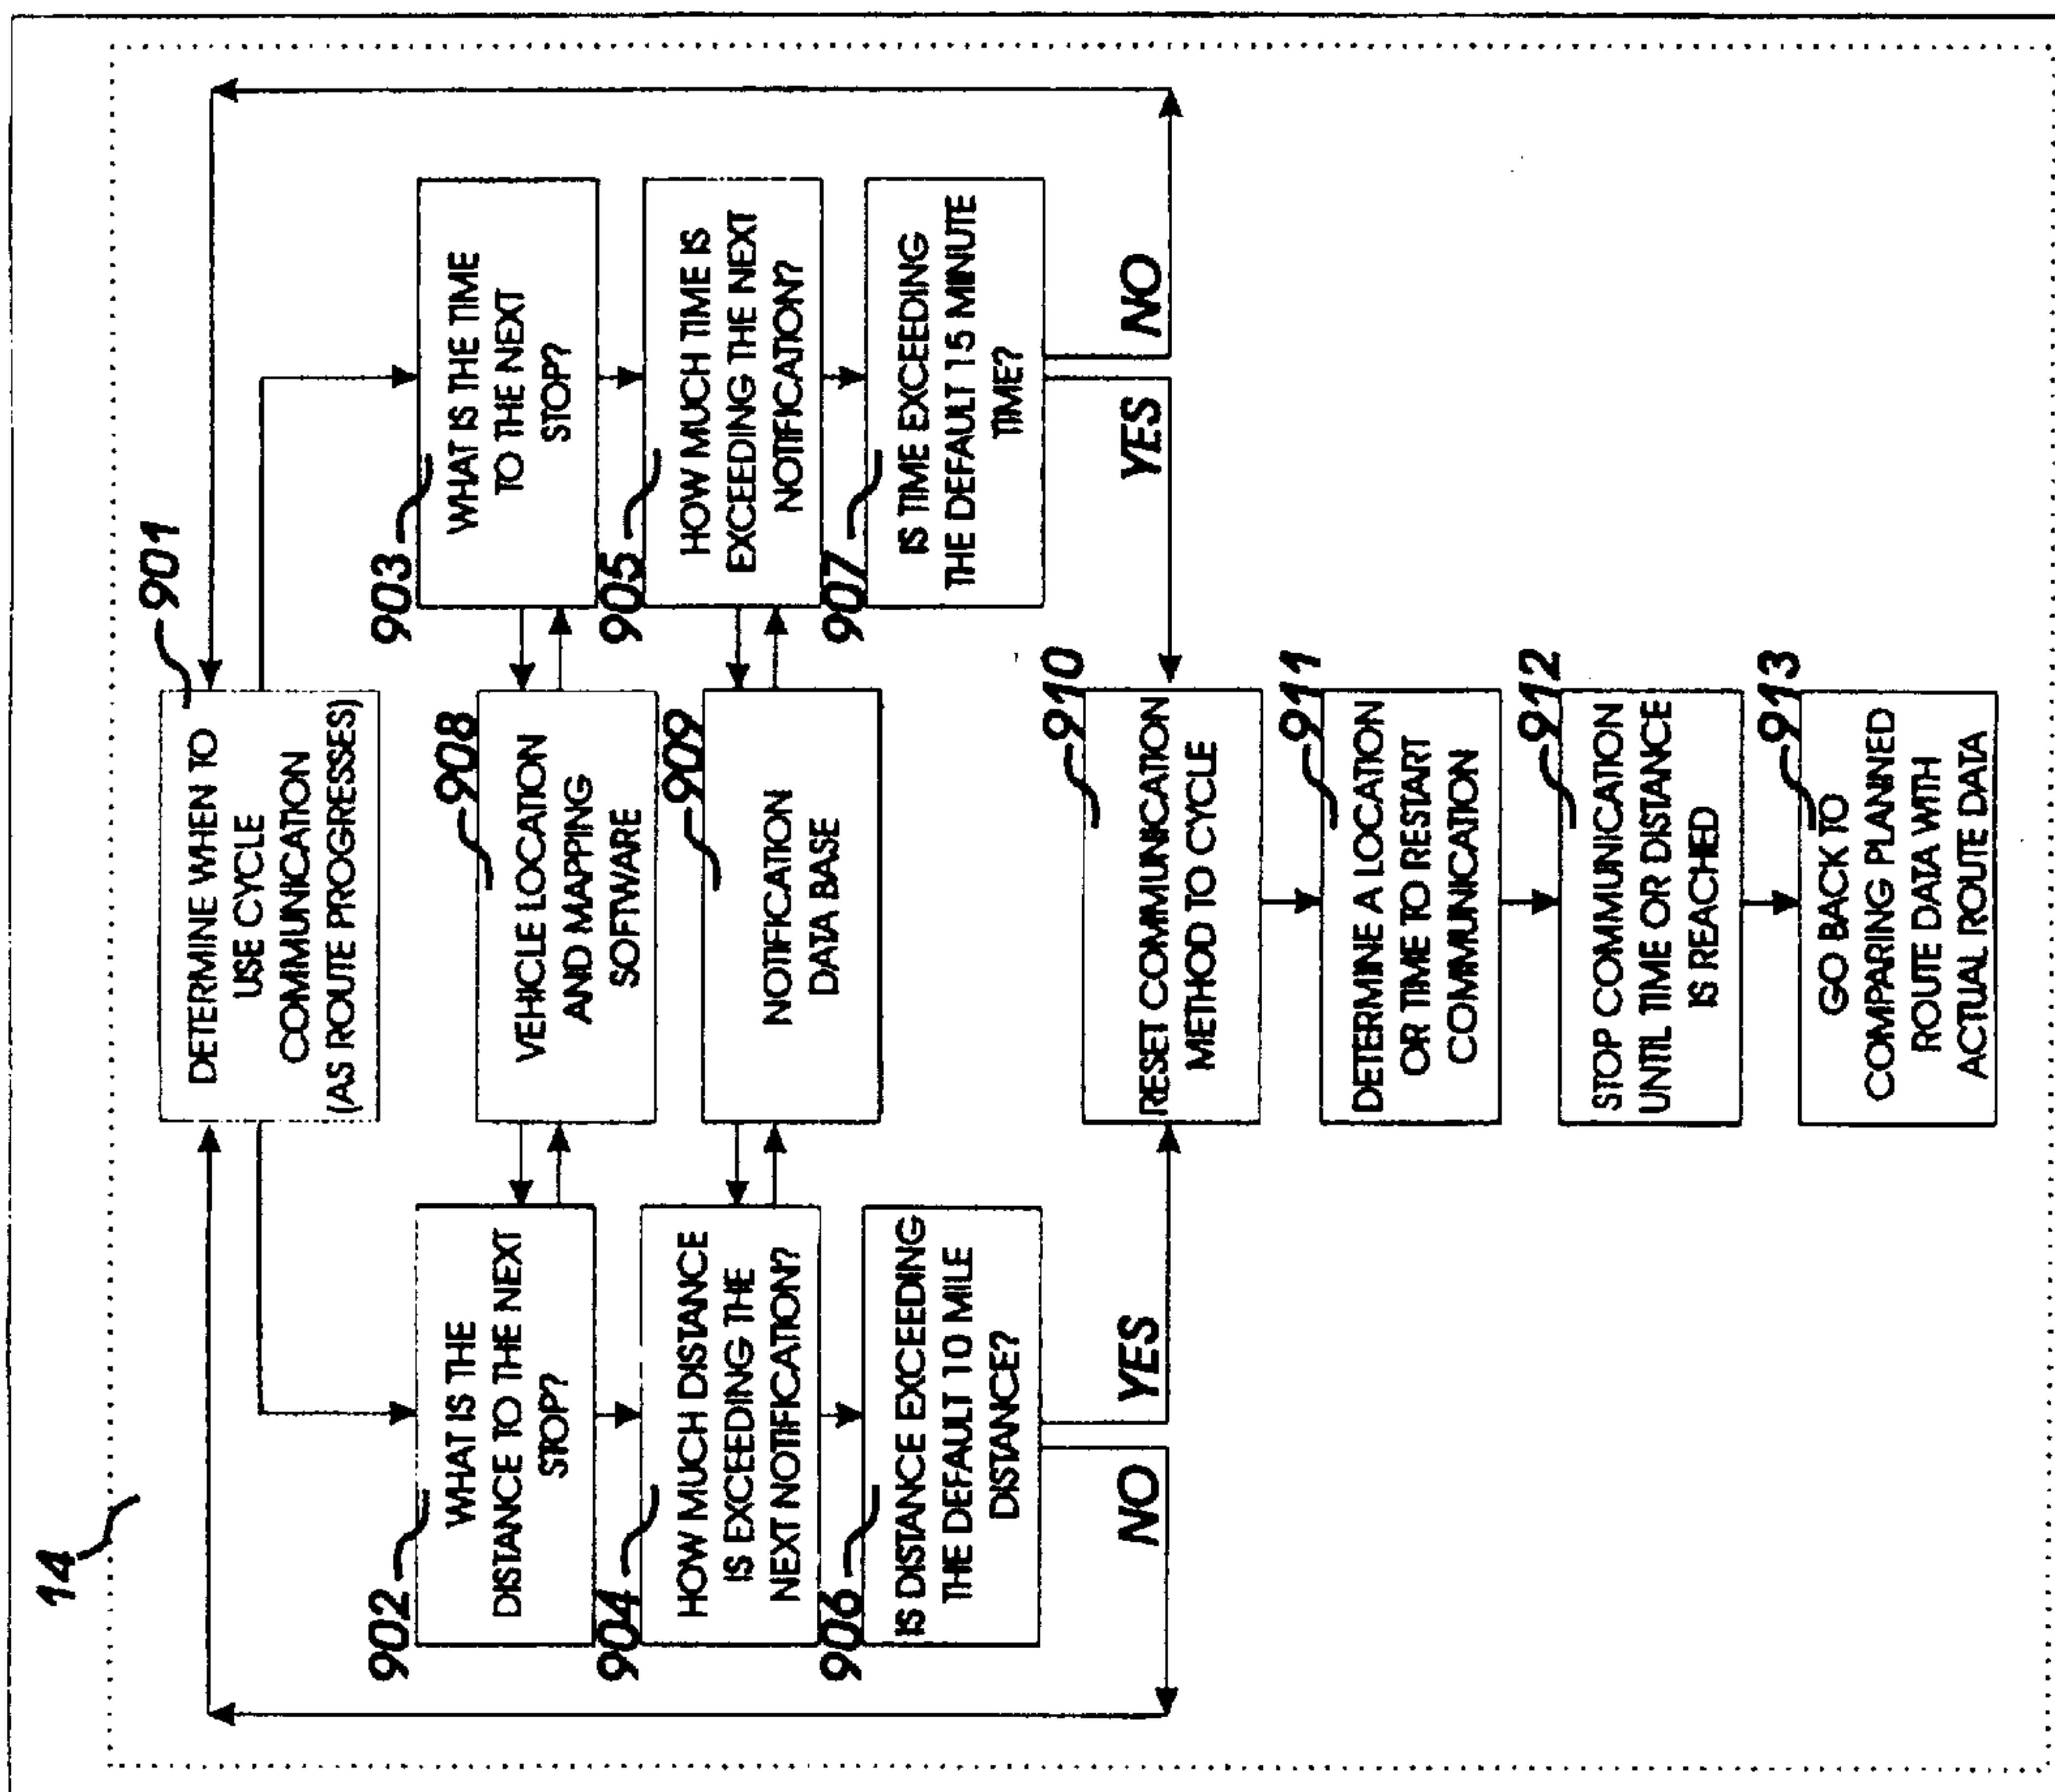 14
901
DETERMINE WHEN TO
USE CYCLE
COMMUNICATION
(AS ROUTE PROGRESSES)
902
WHAT IS THE
DISTANCE TO THE NEXT
STOP?
908
VEHICLE LOCATION
AND MAPPING
SOFTWARE
903
WHAT IS THE TIME
TO THE NEXT
STOP?
904
HOW MUCH DISTANCE
IS EXCEEDING THE
NEXT NOTIFICATION?
909
NOTIFICATION
DATA BASE
905
HOW MUCH TIME IS
EXCEEDING THE NEXT
NOTIFICATION?
906
IS DISTANCE EXCEEDING
THE DEFAULT 10 MILE
DISTANCE?
907
IS TIME EXCEEDING
THE DEFAULT 15 MINUTE
TIME?
NO
YES
YES
NO
910
RESET COMMUNICATION
METHOD TO CYCLE
911
DETERMINE A LOCATION
OR TIME TO RESTART
COMMUNICATION
912
STOP COMMUNICATION
UNTIL TIME OR DISTANCE
IS REACHED
913
GO BACK TO
COMPARING PLANNED
ROUTE DATA WITH
ACTUAL ROUTE DATA